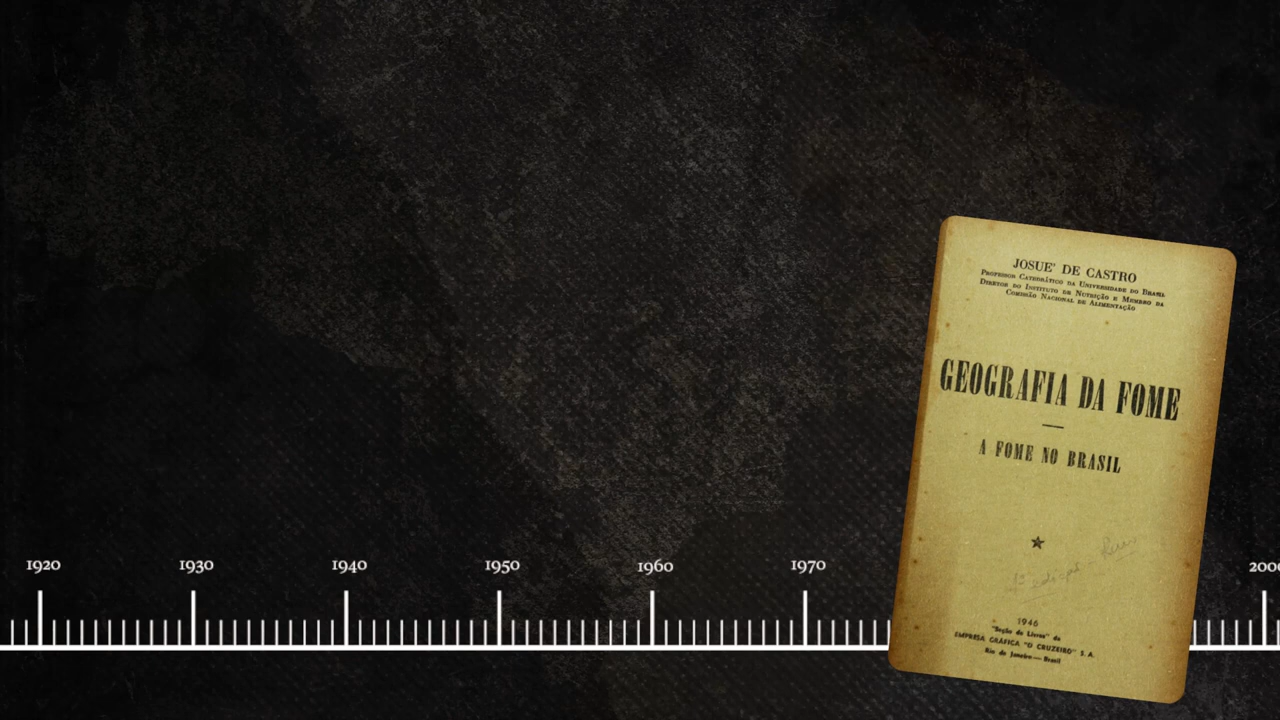 JOSUE' DE CASTRO
PROFESSOR CATEDRÁTICO DA UNIVERSIDADE DO BRASIL
DIRETOR DO INSTITUTO DE NUTRIÇÃO E MEMBRO DA
COMISSÃO NACIONAL DE ALIMENTAÇÃO
GEOGRAFIA DA FOME
A FOME NO BRASIL
1946
"Seção de Livros" da
EMPRESA GRÁFICA "O CRUZEIRO" S. A.
Rio de Janeiro — Brasil
1920 1930 1940 1950 1960 1970 2000